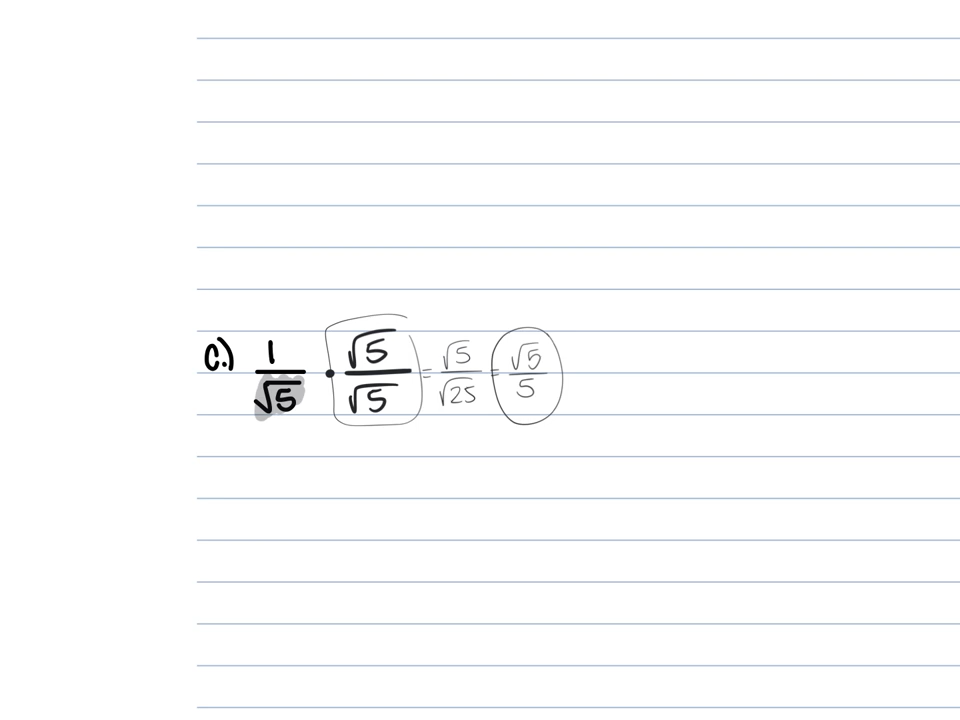 c.) 1/√5 · √5/√5 = √5/√25 = √5/5